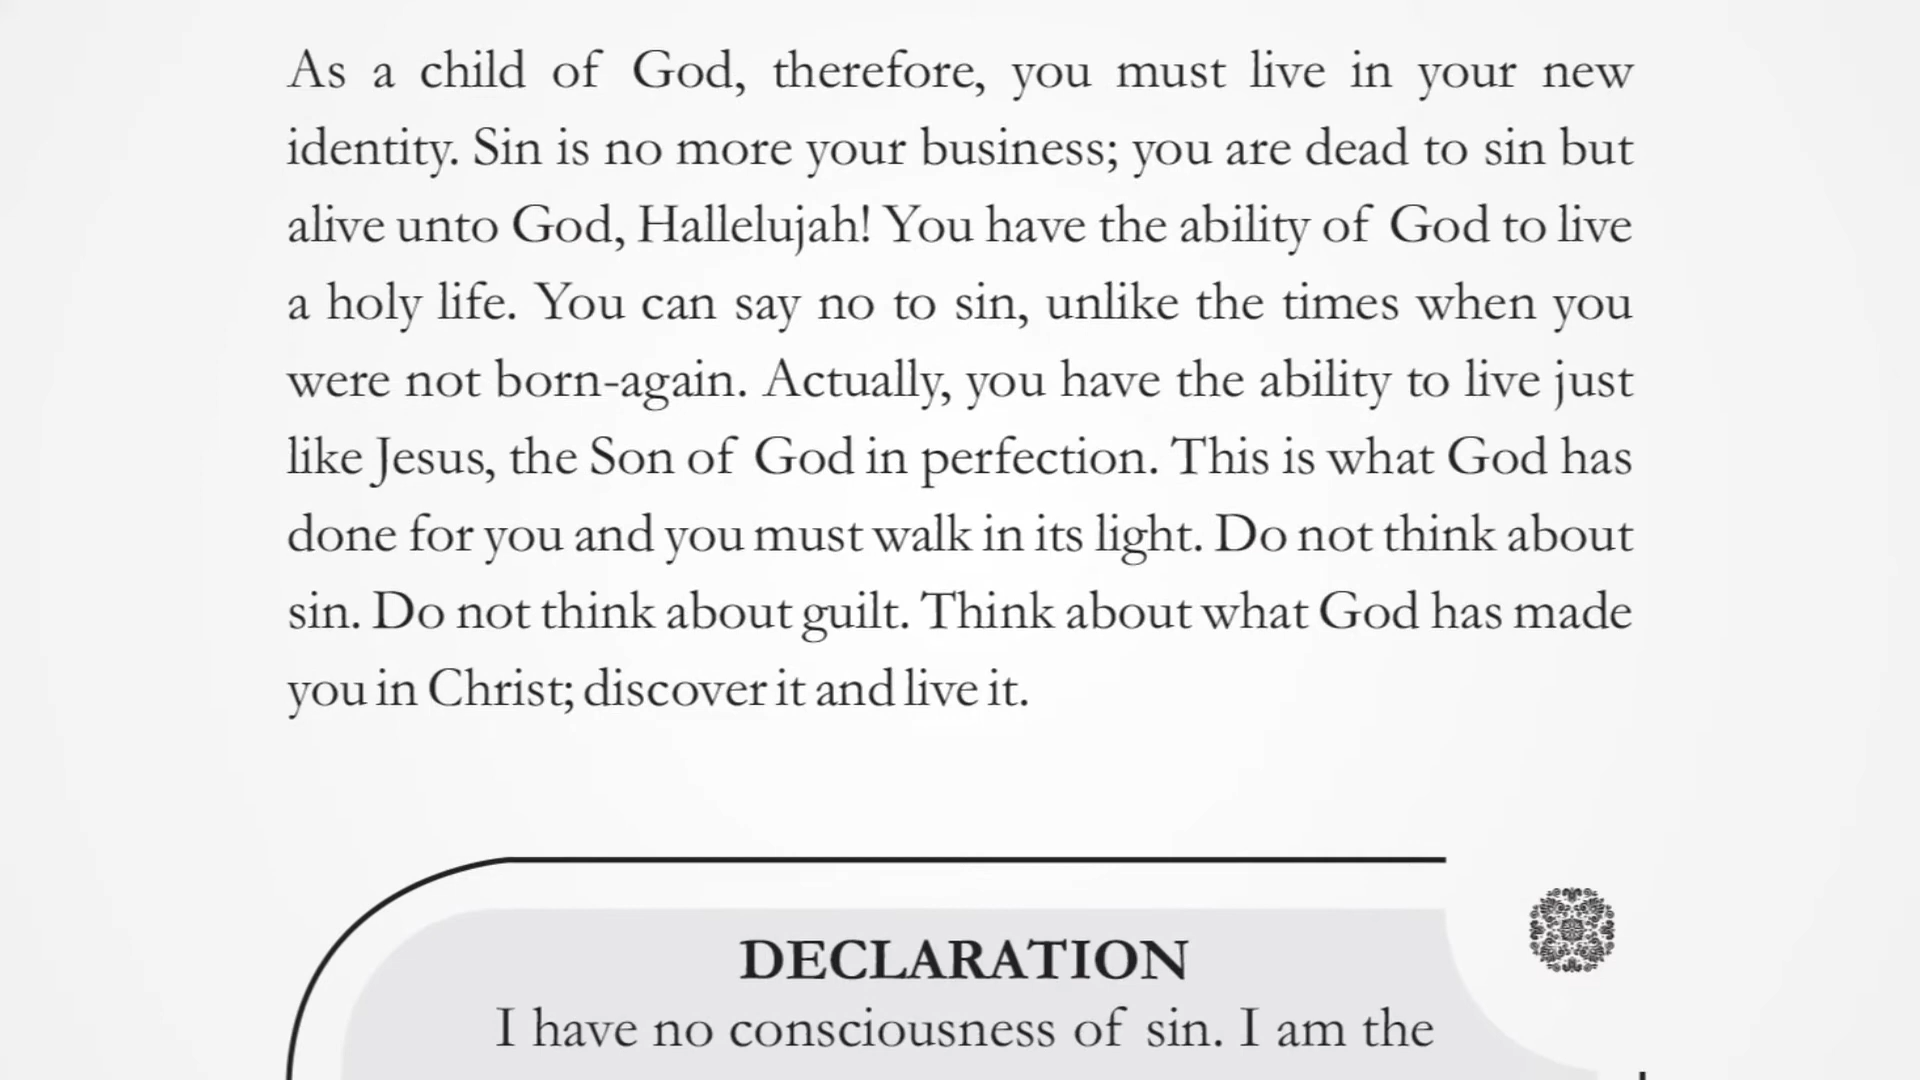 As a child of God, therefore, you must live in your new
identity. Sin is no more your business; you are dead to sin but
alive unto God, Hallelujah! You have the ability of God to live
a holy life. You can say no to sin, unlike the times when you
were not born-again. Actually, you have the ability to live just
like Jesus, the Son of God in perfection. This is what God has
done for you and you must walk in its light. Do not think about
sin. Do not think about guilt. Think about what God has made
you in Christ; discover it and live it.
DECLARATION
I have no consciousness of sin. I am the